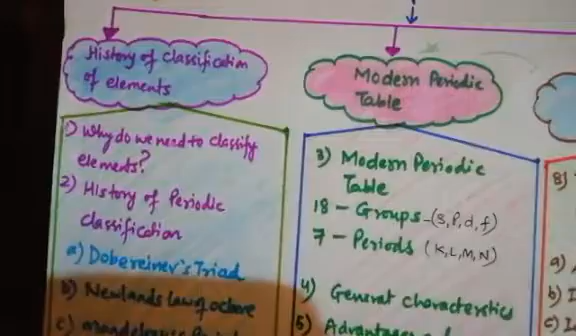 History of classification
of elements
1) Why do we need to classify
elements?
2) History of Periodic
Classification
a) Dobereiner's Triad
b) Newlands law of octave
c)
Modern Periodic
Table
3) Modern Periodic
Table
18 - Groups - (s, p, d, f)
7 - Periods (K, L, M, N)
4) General characteristics
5)
8)
a)
b) I
c) I